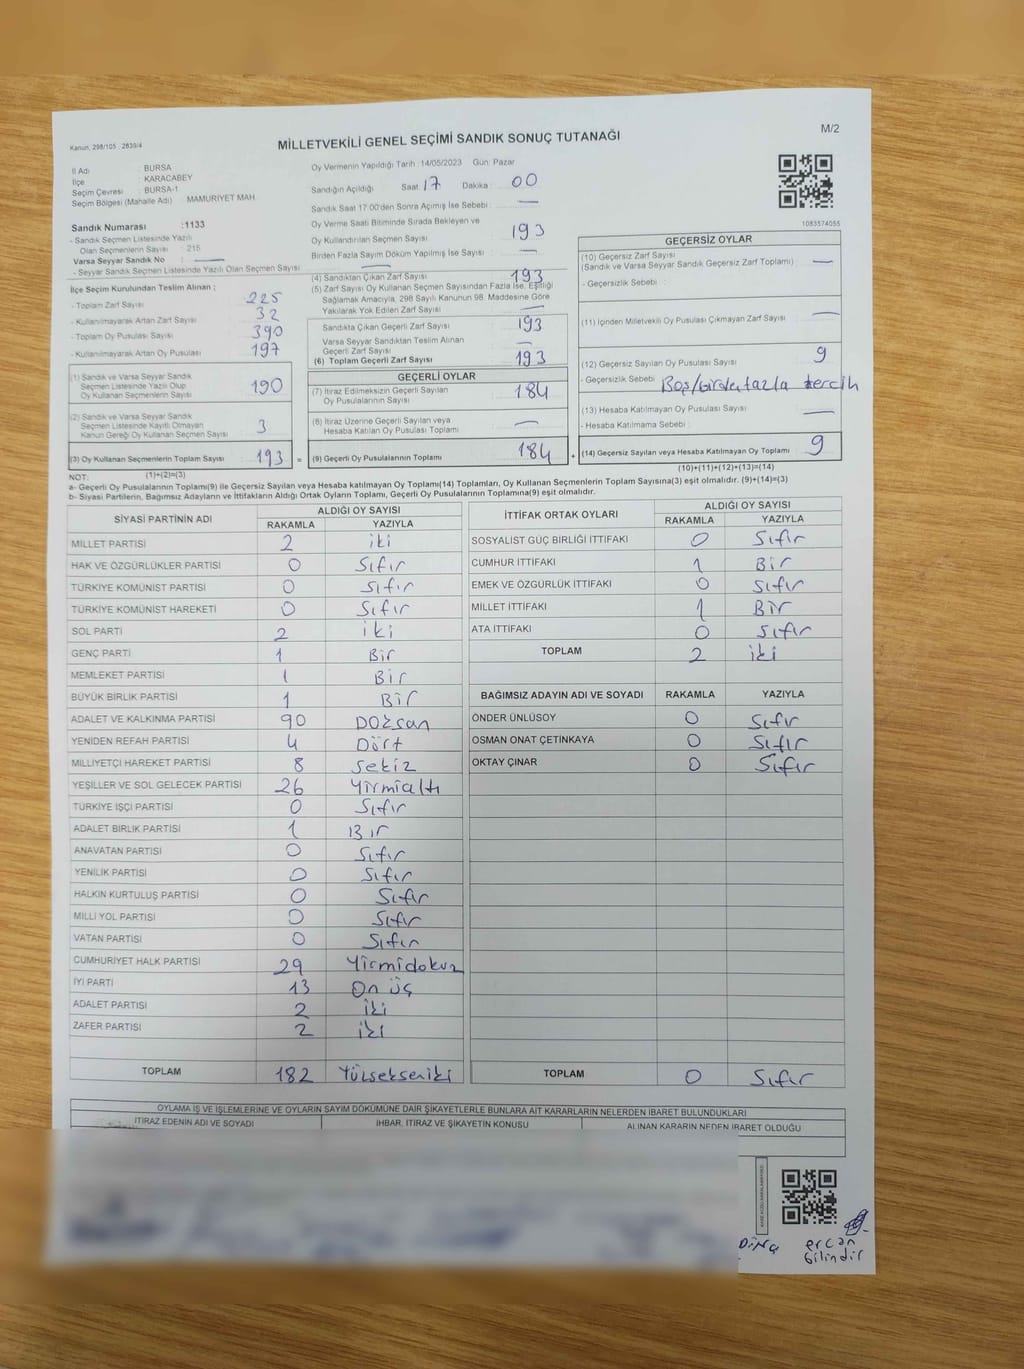 Kanun, 298/105 . 2839/4
MİLLETVEKİLİ GENEL SEÇİMİ SANDIK SONUÇ TUTANAĞI
M/2
İl Adı : BURSA
İlçe : KARACABEY
Seçim Çevresi : BURSA-1
Seçim Bölgesi (Mahalle Adı) MAMURİYET MAH
Sandık Numarası :1133
- Sandık Seçmen Listesinde Yazılı
Olan Seçmenlerin Sayısı : 215
Varsa Seyyar Sandık No : —
- Seyyar Sandık Seçmen Listesinde Yazılı Olan Seçmen Sayısı —
İlçe Seçim Kurulundan Teslim Alınan :
- Toplam Zarf Sayısı 225
- Kullanılmayarak Artan Zarf Sayısı 32
- Toplam Oy Pusulası Sayısı 390
- Kullanılmayarak Artan Oy Pusulası 197
(1) Sandık ve Varsa Seyyar Sandık
Seçmen Listesinde Yazılı Olup
Oy Kullanan Seçmenlerin Sayısı 190
(2) Sandık ve Varsa Seyyar Sandık
Seçmen Listesinde Kayıtlı Olmayan
Kanun Gereği Oy Kullanan Seçmen Sayısı 3
(3) Oy Kullanan Seçmenlerin Toplam Sayısı 193 =
(1)+(2)=(3)
Oy Vermenin Yapıldığı Tarih : 14/05/2023 Gün: Pazar
Sandığın Açıldığı Saat: 17 Dakika : 00
Sandık Saat 17:00'den Sonra Açımış İse Sebebi : —
Oy Verme Saati Bitiminde Sırada Bekleyen ve
Oy Kullandırılan Seçmen Sayısı 193
Birden Fazla Sayım Döküm Yapılmış İse Sayısı —
(4) Sandıktan Çıkan Zarf Sayısı 193
(5) Zarf Sayısı Oy Kullanan Seçmen Sayısından Fazla İse, Eşitliği
Sağlamak Amacıyla, 298 Sayılı Kanunun 98. Maddesine Göre
Yakılarak Yok Edilen Zarf Sayısı —
Sandıkta Çıkan Geçerli Zarf Sayısı 193
Varsa Seyyar Sandıktan Teslim Alınan
Geçerli Zarf Sayısı —
(6) Toplam Geçerli Zarf Sayısı 193
GEÇERLİ OYLAR
(7) İtiraz Edilmeksizin Geçerli Sayılan
Oy Pusulalarının Sayısı 184
(8) İtiraz Üzerine Geçerli Sayılan veya
Hesaba Katılan Oy Pusulası Toplamı —
(9) Geçerli Oy Pusulalarının Toplamı 184 +
1083574055
GEÇERSİZ OYLAR
(10) Geçersiz Zarf Sayısı
(Sandık ve Varsa Seyyar Sandık Geçersiz Zarf Toplamı) —
- Geçersizlik Sebebi :
(11) İçinden Milletvekili Oy Pusulası Çıkmayan Zarf Sayısı —
(12) Geçersiz Sayılan Oy Pusulası Sayısı 9
- Geçersizlik Sebebi : Boş/birden fazla tercih
(13) Hesaba Katılmayan Oy Pusulası Sayısı —
- Hesaba Katılmama Sebebi :
(14) Geçersiz Sayılan veya Hesaba Katılmayan Oy Toplamı 9
(10)+(11)+(12)+(13)=(14)
NOT:
a- Geçerli Oy Pusulalarının Toplamı(9) ile Geçersiz Sayılan veya Hesaba katılmayan Oy Toplamı(14) Toplamları, Oy Kullanan Seçmenlerin Toplam Sayısına(3) eşit olmalıdır. (9)+(14)=(3)
b- Siyasi Partilerin, Bağımsız Adayların ve İttifakların Aldığı Ortak Oyların Toplamı, Geçerli Oy Pusulalarının Toplamına(9) eşit olmalıdır.
SİYASİ PARTİNİN ADI ALDIĞI OY SAYISI
RAKAMLA YAZIYLA
MİLLET PARTİSİ 2 iki
HAK VE ÖZGÜRLÜKLER PARTİSİ 0 Sıfır
TÜRKİYE KOMÜNİST PARTİSİ 0 Sıfır
TÜRKİYE KOMÜNİST HAREKETİ 0 Sıfır
SOL PARTİ 2 iki
GENÇ PARTİ 1 Bir
MEMLEKET PARTİSİ 1 Bir
BÜYÜK BİRLİK PARTİSİ 1 Bir
ADALET VE KALKINMA PARTİSİ 90 Doksan
YENİDEN REFAH PARTİSİ 4 Dört
MİLLİYETÇİ HAREKET PARTİSİ 8 Sekiz
YEŞİLLER VE SOL GELECEK PARTİSİ 26 Yirmialtı
TÜRKİYE İŞÇİ PARTİSİ 0 Sıfır
ADALET BİRLİK PARTİSİ 1 Bir
ANAVATAN PARTİSİ 0 Sıfır
YENİLİK PARTİSİ 0 Sıfır
HALKIN KURTULUŞ PARTİSİ 0 Sıfır
MİLLİ YOL PARTİSİ 0 Sıfır
VATAN PARTİSİ 0 Sıfır
CUMHURİYET HALK PARTİSİ 29 Yirmidokuz
İYİ PARTİ 13 On üç
ADALET PARTİSİ 2 iki
ZAFER PARTİSİ 2 iki
TOPLAM 182 Yüzsekseniki
İTTİFAK ORTAK OYLARI ALDIĞI OY SAYISI
RAKAMLA YAZIYLA
SOSYALİST GÜÇ BİRLİĞİ İTTİFAKI 0 Sıfır
CUMHUR İTTİFAKI 1 Bir
EMEK VE ÖZGÜRLÜK İTTİFAKI 0 Sıfır
MİLLET İTTİFAKI 1 Bir
ATA İTTİFAKI 0 Sıfır
TOPLAM 2 iki
BAĞIMSIZ ADAYIN ADI VE SOYADI RAKAMLA YAZIYLA
ÖNDER ÜNLÜSOY 0 Sıfır
OSMAN ONAT ÇETİNKAYA 0 Sıfır
OKTAY ÇINAR 0 Sıfır
TOPLAM 0 Sıfır
OYLAMA İŞ VE İŞLEMLERİNE VE OYLARIN SAYIM DÖKÜMÜNE DAİR ŞİKAYETLERLE BUNLARA AİT KARARLARIN NELERDEN İBARET BULUNDUKLARI
İTİRAZ EDENİN ADI VE SOYADI İHBAR, İTİRAZ VE ŞİKAYETİN KONUSU ALINAN KARARIN NEDEN İBARET OLDUĞU
ercan
bilindir